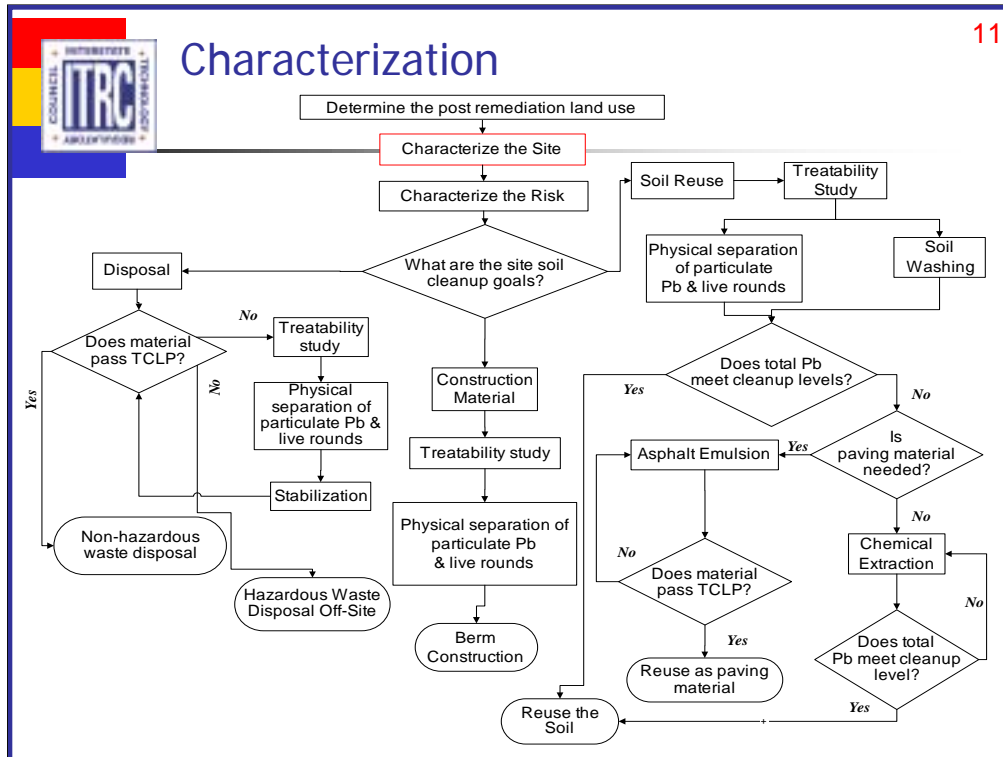 11
Characterization
INTERSTATE
TECHNOLOGY
REGULATORY
COUNCIL
ITRC
Determine the post remediation land use
Characterize the Site
Characterize the Risk
What are the site soil
cleanup goals?
Disposal
Does material
pass TCLP?
No
No
Yes
Treatability
study
Physical
separation of
particulate Pb &
live rounds
Stabilization
Non-hazardous
waste disposal
Hazardous Waste
Disposal Off-Site
Construction
Material
Treatability study
Physical separation of
particulate Pb
& live rounds
Berm
Construction
Soil Reuse
Treatability
Study
Physical separation
of particulate
Pb & live rounds
Soil
Washing
Does total Pb
meet cleanup levels?
Yes
No
Is
paving material
needed?
Yes
No
Asphalt Emulsion
Does material
pass TCLP?
No
Yes
Reuse as paving
material
Chemical
Extraction
Does total
Pb meet cleanup
level?
No
Yes
Reuse the
Soil